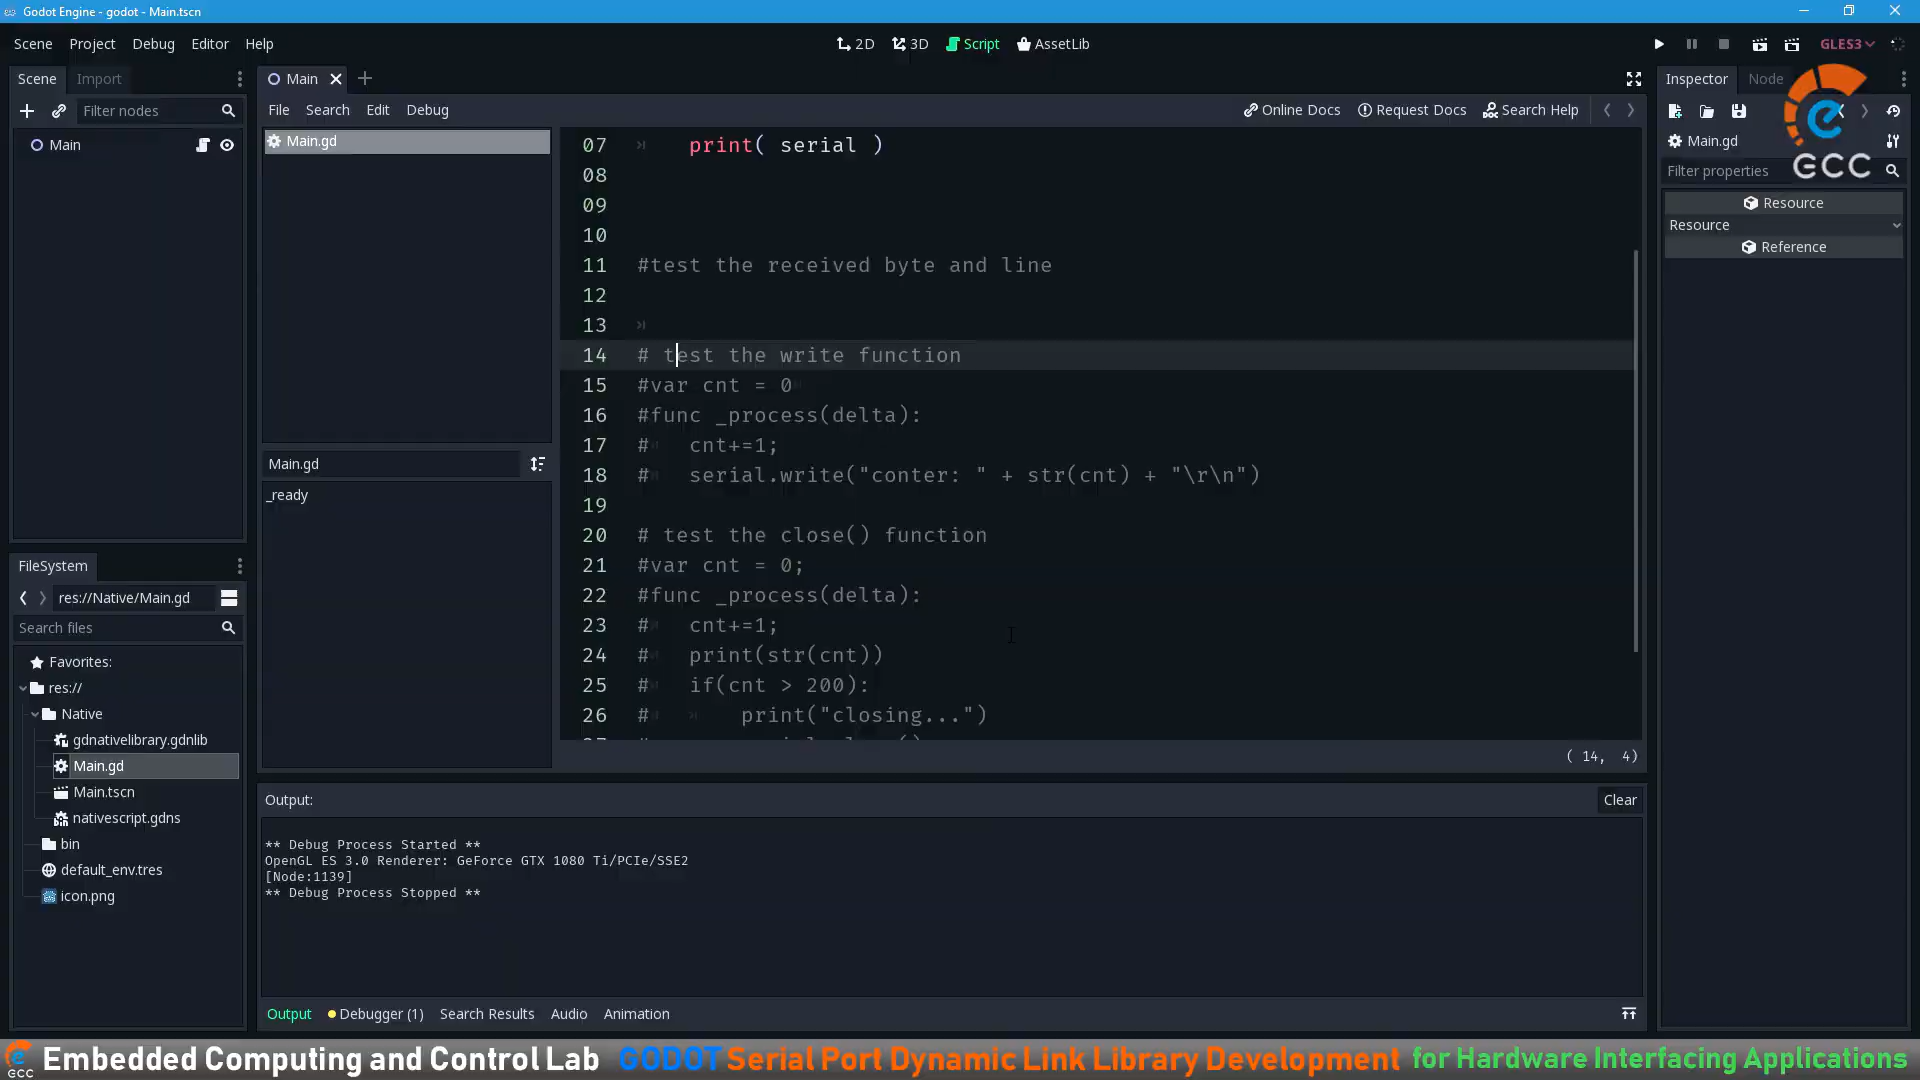 Godot Engine - godot - Main.tscn
Scene Project Debug Editor Help
2D 3D Script AssetLib
GLES3
Scene Import
Filter nodes
Main
Main
File Search Edit Debug
Online Docs Request Docs Search Help
Main.gd
Main.gd
_ready
07 print( serial )
08
09
10
11 #test the received byte and line
12
13
14 # test the write function
15 #var cnt = 0
16 #func _process(delta):
17 # cnt+=1;
18 # serial.write("conter: " + str(cnt) + "\r\n")
19
20 # test the close() function
21 #var cnt = 0;
22 #func _process(delta):
23 # cnt+=1;
24 # print(str(cnt))
25 # if(cnt > 200):
26 # print("closing...")
( 14, 4)
FileSystem
res://Native/Main.gd
Search files
Favorites:
res://
Native
gdnativelibrary.gdnlib
Main.gd
Main.tscn
nativescript.gdns
bin
default_env.tres
icon.png
Output:
Clear
** Debug Process Started **
OpenGL ES 3.0 Renderer: GeForce GTX 1080 Ti/PCIe/SSE2
[Node:1139]
** Debug Process Stopped **
Output Debugger (1) Search Results Audio Animation
Inspector Node
Main.gd
Filter properties
Resource
Resource
Reference
ECC
ECC
Embedded Computing and Control Lab GODOT Serial Port Dynamic Link Library Development for Hardware Interfacing Applications